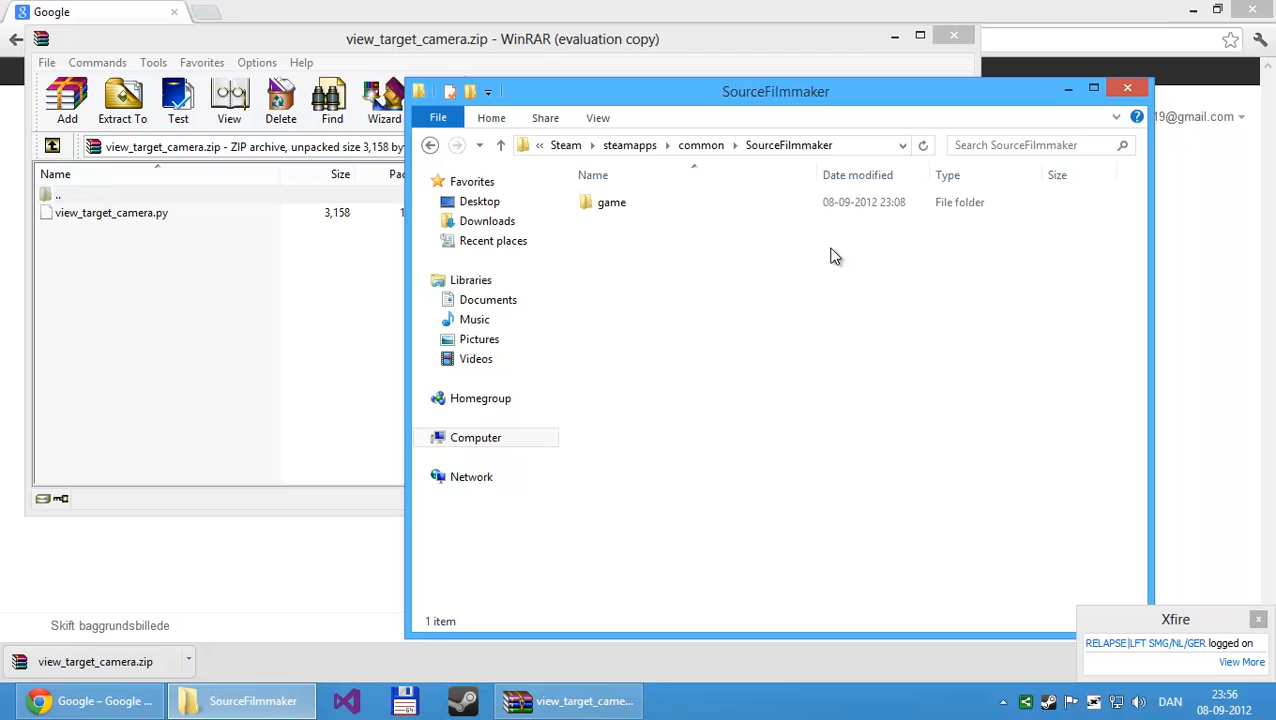 Google
view_target_camera.zip - WinRAR (evaluation copy)
File Commands Tools Favorites Options Help
Add Extract To Test View Delete Find Wizard
view_target_camera.zip - ZIP archive, unpacked size 3,158 by
Name Size Pac
..
view_target_camera.py 3,158 1
19@gmail.com
SourceFilmmaker
File Home Share View
« Steam steamapps common SourceFilmmaker
Search SourceFilmmaker
Name Date modified Type Size
game 08-09-2012 23:08 File folder
Favorites
Desktop
Downloads
Recent places
Libraries
Documents
Music
Pictures
Videos
Homegroup
Computer
Network
1 item
Skift baggrundsbillede
Xfire
RELAPSE|LFT SMG/NL/GER logged on
View More
view_target_camera.zip
Google – Google ...
SourceFilmmaker
view_target_came...
DAN
23:56
08-09-2012